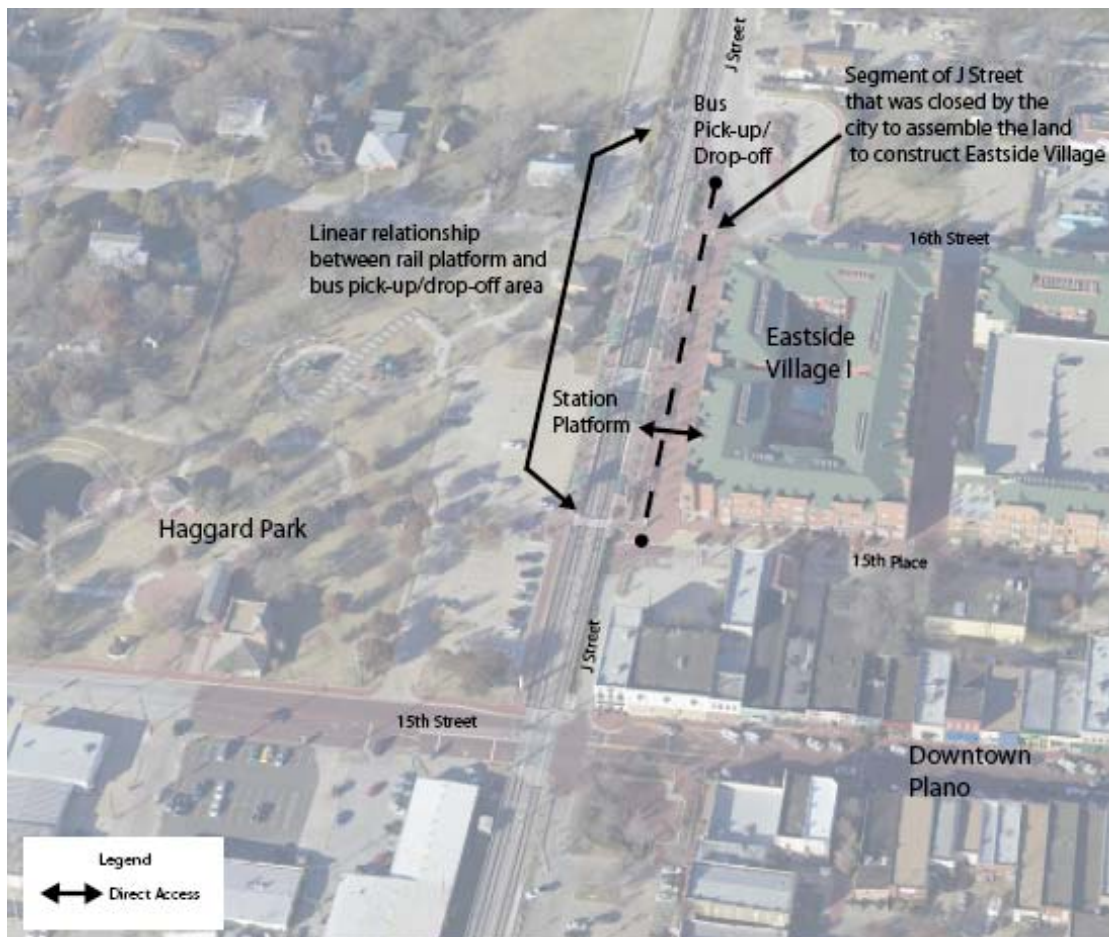 J Street
Segment of J Street
that was closed by the
city to assemble the land
to construct Eastside Village
Bus
Pick-up/
Drop-off
Linear relationship
between rail platform and
bus pick-up/drop-off area
16th Street
Eastside
Village I
Station
Platform
Haggard Park
15th Place
J Street
15th Street
Downtown
Plano
Legend
Direct Access